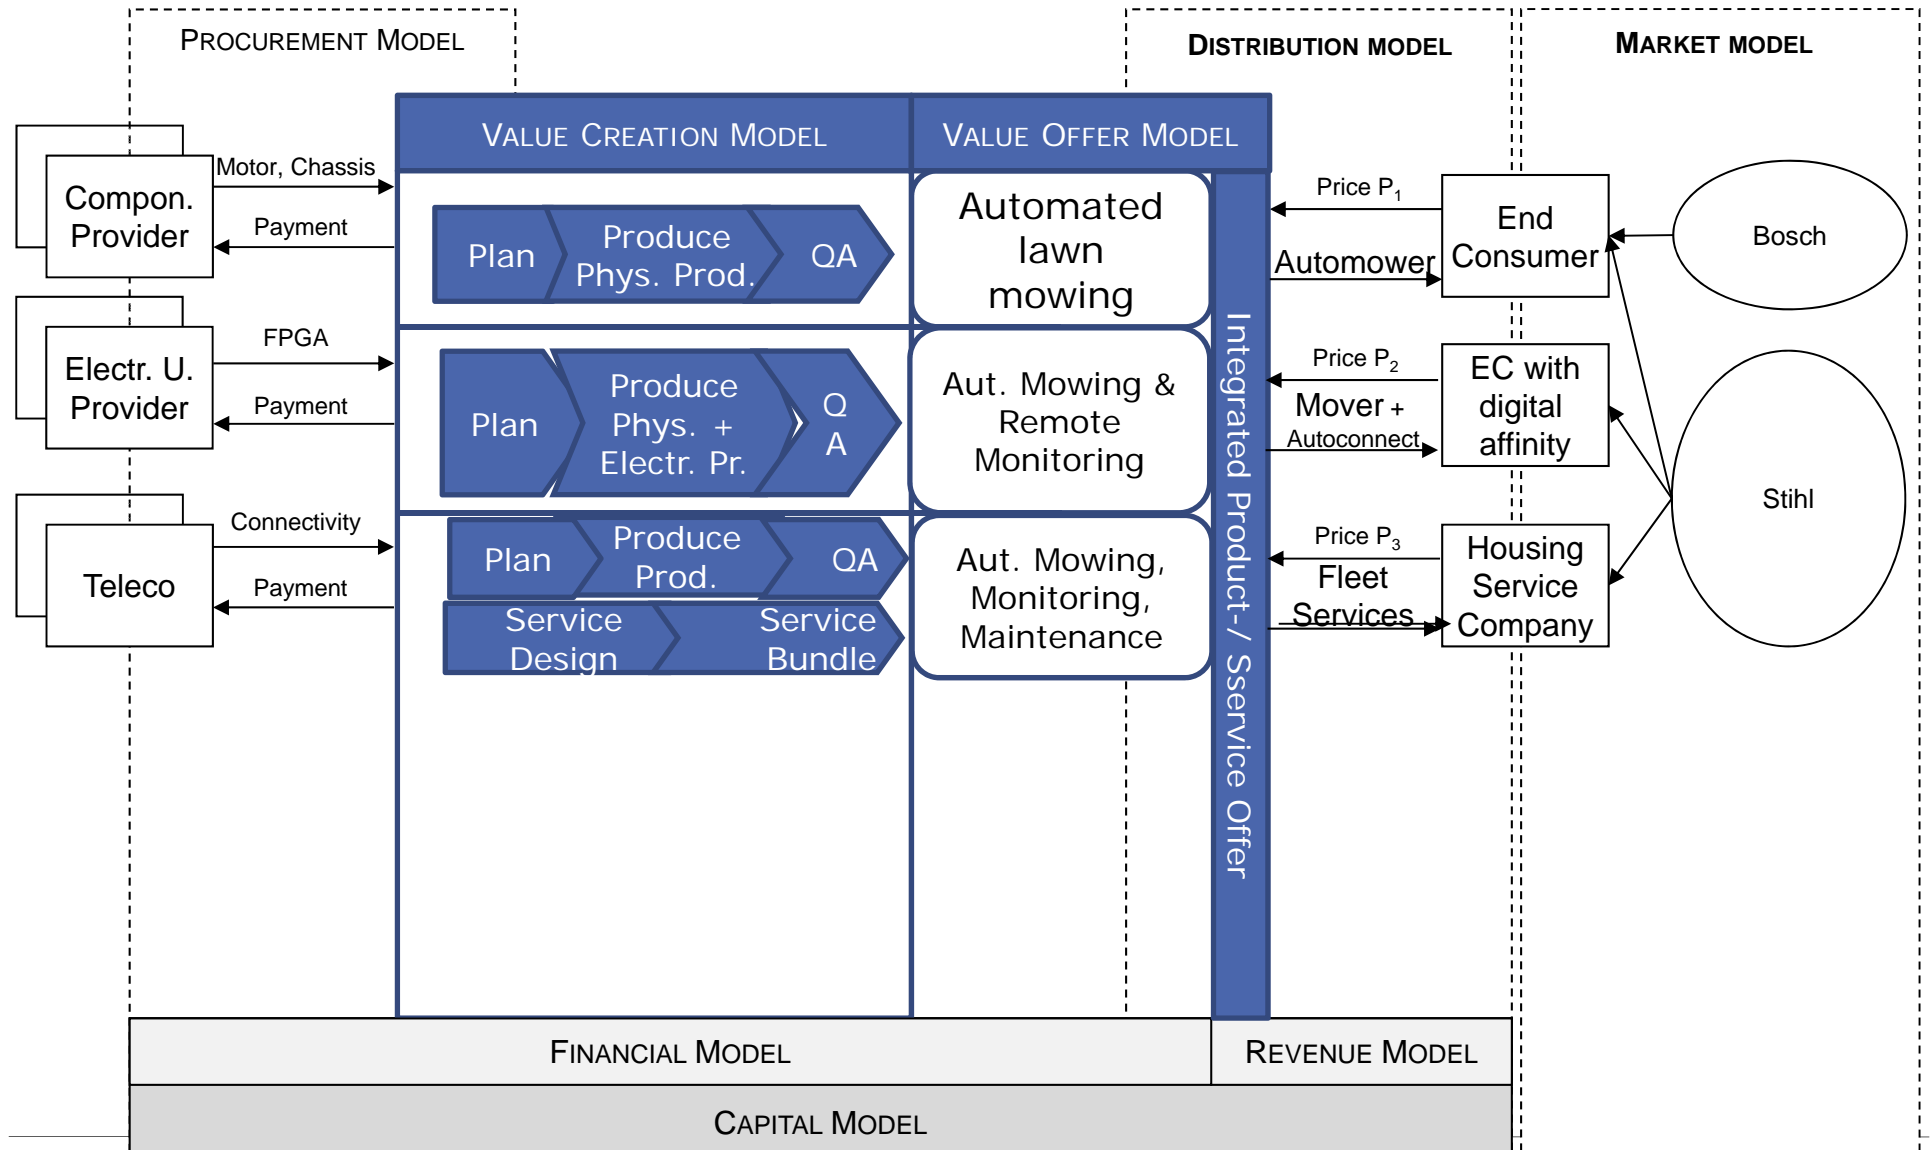 PROCUREMENT MODEL
DISTRIBUTION MODEL
MARKET MODEL
VALUE CREATION MODEL
VALUE OFFER MODEL
Compon.
Provider
Motor, Chassis
Payment
Plan
Produce
Phys. Prod.
QA
Automated
lawn
mowing
Price P1
Automower
End
Consumer
Bosch
Electr. U.
Provider
FPGA
Payment
Plan
Produce
Phys. +
Electr. Pr.
Q
A
Aut. Mowing &
Remote
Monitoring
Price P2
Mover +
Autoconnect
EC with
digital
affinity
Stihl
Teleco
Connectivity
Payment
Plan
Produce
Prod.
QA
Service
Design
Service
Bundle
Aut. Mowing,
Monitoring,
Maintenance
Price P3
Fleet
Services
Housing
Service
Company
Integrated Product-/ Sservice Offer
FINANCIAL MODEL
REVENUE MODEL
CAPITAL MODEL